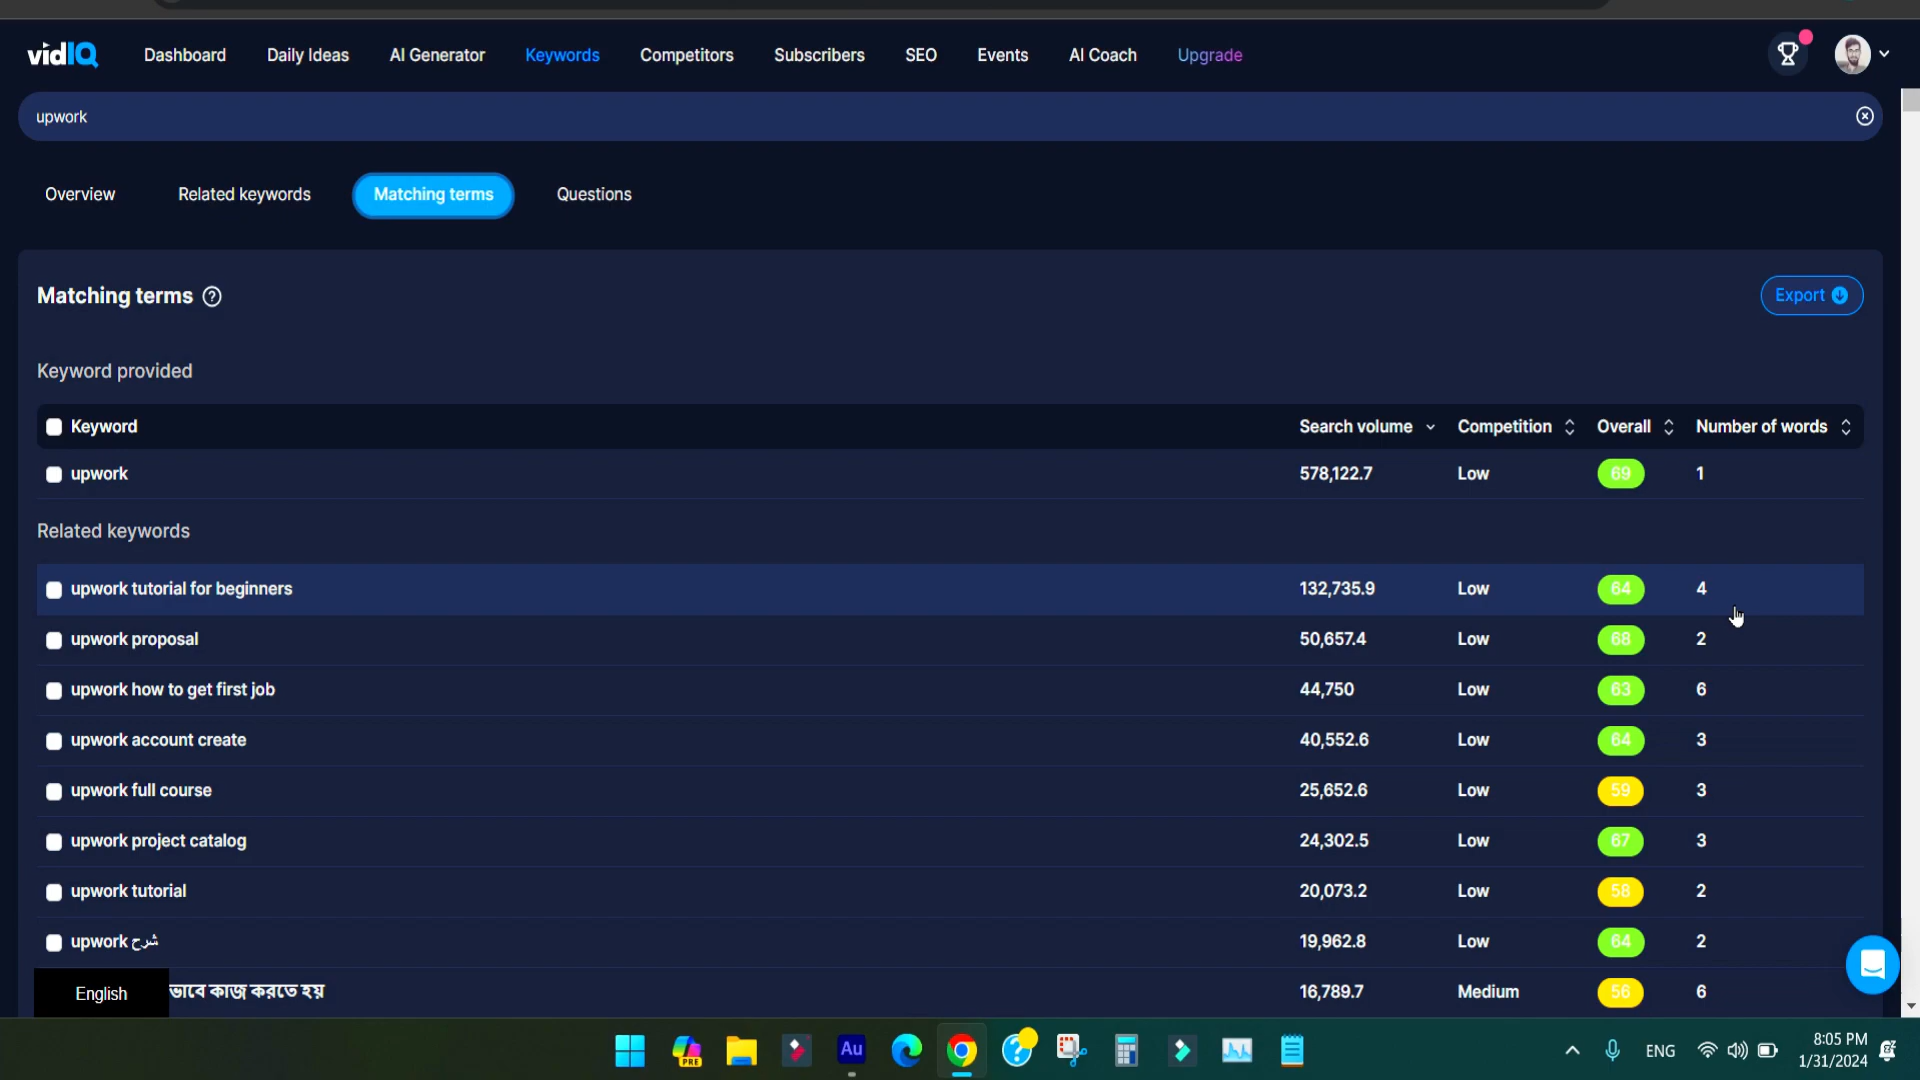 vidIQ Dashboard Daily Ideas AI Generator Keywords Competitors Subscribers SEO Events AI Coach Upgrade
upwork
Overview Related keywords Matching terms Questions
Matching terms Export
Keyword provided
Keyword Search volume Competition Overall Number of words
upwork 578,122.7 Low 69 1
Related keywords
upwork tutorial for beginners 132,735.9 Low 64 4
upwork proposal 50,657.4 Low 68 2
upwork how to get first job 44,750 Low 63 6
upwork account create 40,552.6 Low 64 3
upwork full course 25,652.6 Low 59 3
upwork project catalog 24,302.5 Low 67 3
upwork tutorial 20,073.2 Low 58 2
upwork شرح 19,962.8 Low 64 2
English ভাবে কাজ করতে হয় 16,789.7 Medium 56 6
PRE Au ENG 8:05 PM
1/31/2024